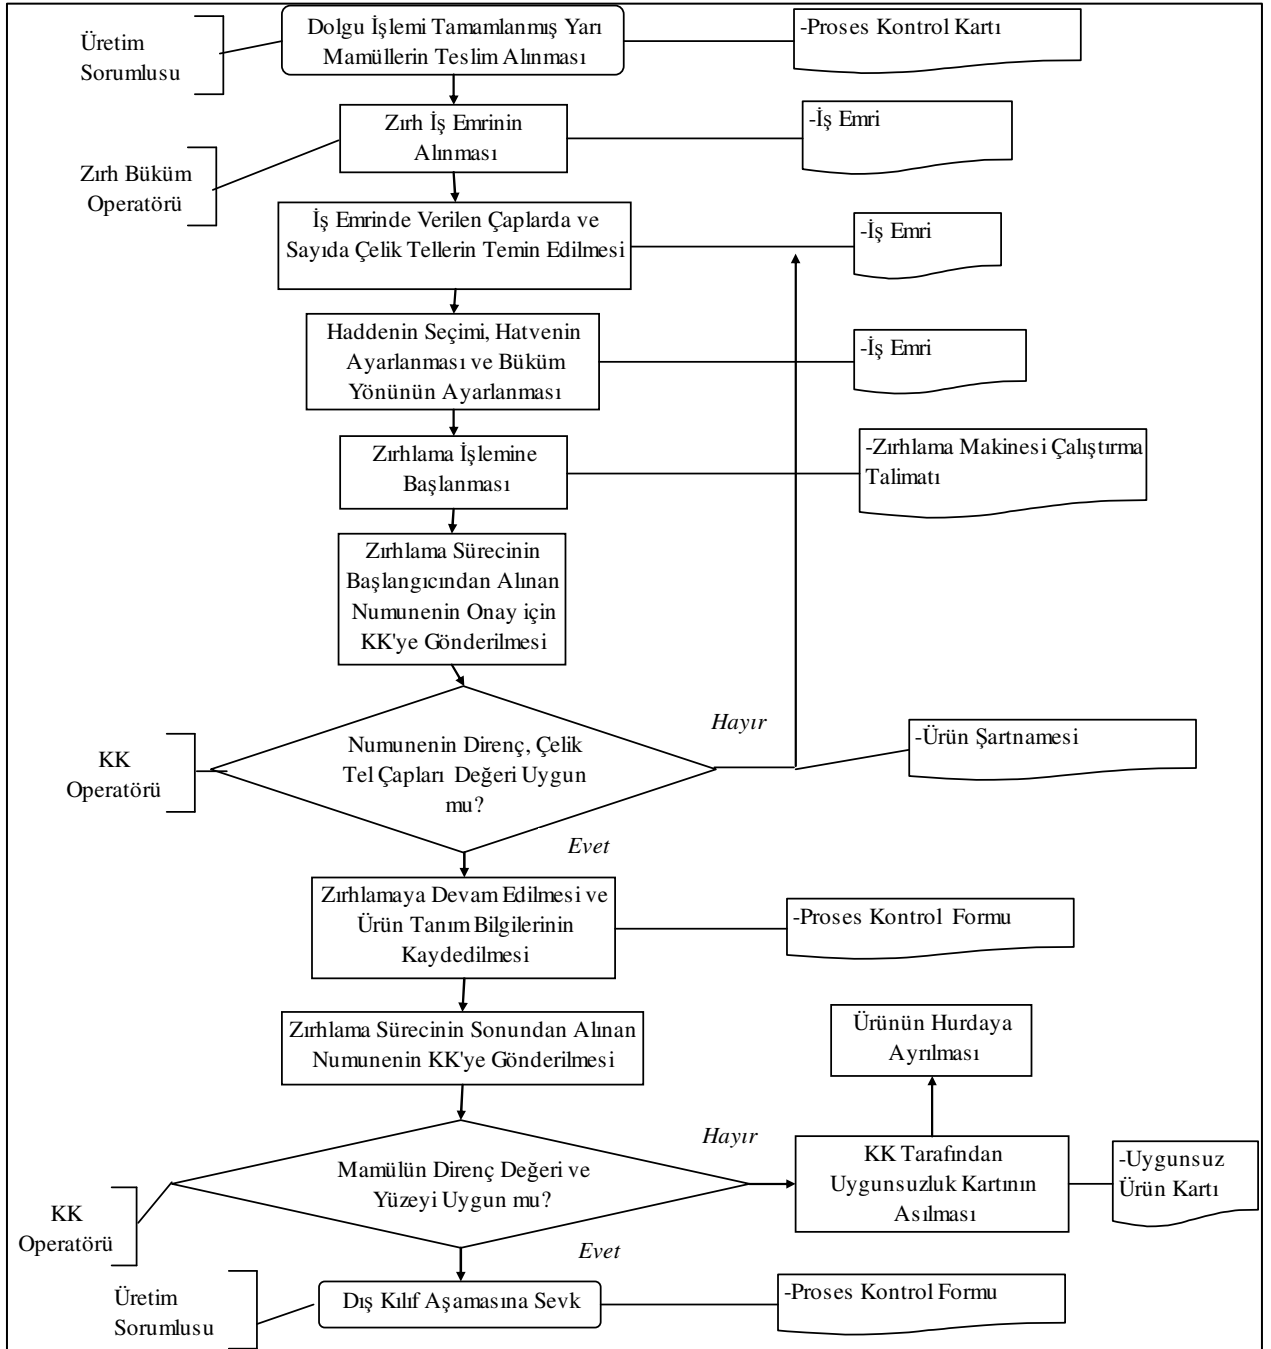 Dolgu İşlemi Tamamlanmış Yarı
Mamüllerin Teslim Alınması
-Proses Kontrol Kartı
Üretim
Sorumlusu
Zırh İş Emrinin
Alınması
-İş Emri
Zırh Büküm
Operatörü
İş Emrinde Verilen Çaplarda ve
Sayıda Çelik Tellerin Temin Edilmesi
-İş Emri
Haddenin Seçimi, Hatvenin
Ayarlanması ve Büküm
Yönünün Ayarlanması
-İş Emri
Zırhlama İşlemine
Başlanması
-Zırhlama Makinesi Çalıştırma
Talimatı
Zırhlama Sürecinin
Başlangıcından Alınan
Numunenin Onay için
KK'ye Gönderilmesi
Hayır
-Ürün Şartnamesi
KK
Operatörü
Numunenin Direnç, Çelik
Tel Çapları Değeri Uygun
mu?
Evet
Zırhlamaya Devam Edilmesi ve
Ürün Tanım Bilgilerinin
Kaydedilmesi
-Proses Kontrol Formu
Zırhlama Sürecinin Sonundan Alınan
Numunenin KK'ye Gönderilmesi
Ürünün Hurdaya
Ayrılması
Hayır
Mamülün Direnç Değeri ve
Yüzeyi Uygun mu?
KK Tarafından
Uygunsuzluk Kartının
Asılması
-Uygunsuz
Ürün Kartı
KK
Operatörü
Evet
Üretim
Sorumlusu
Dış Kılıf Aşamasına Sevk
-Proses Kontrol Formu